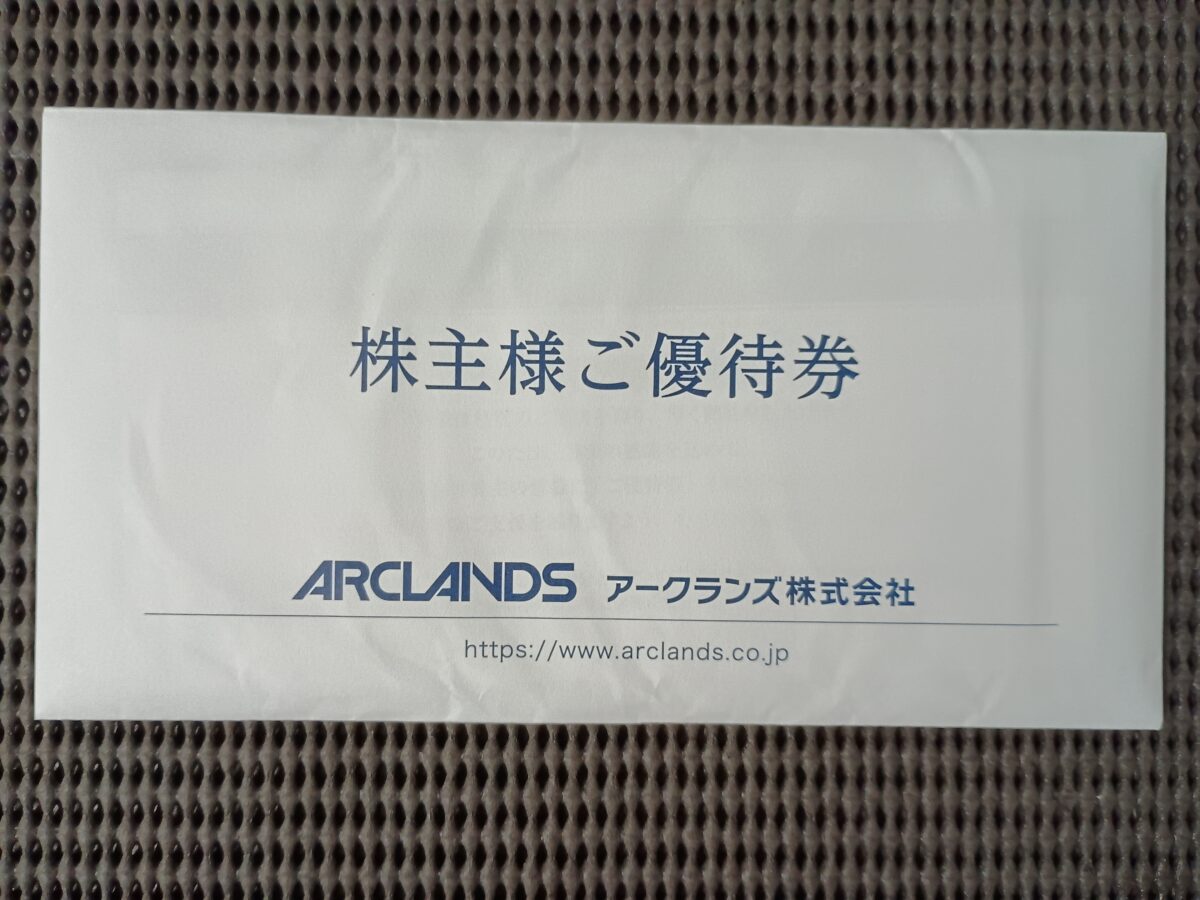 株主様ご優待券
ARCLANDS アークランズ株式会社
https://www.arclands.co.jp